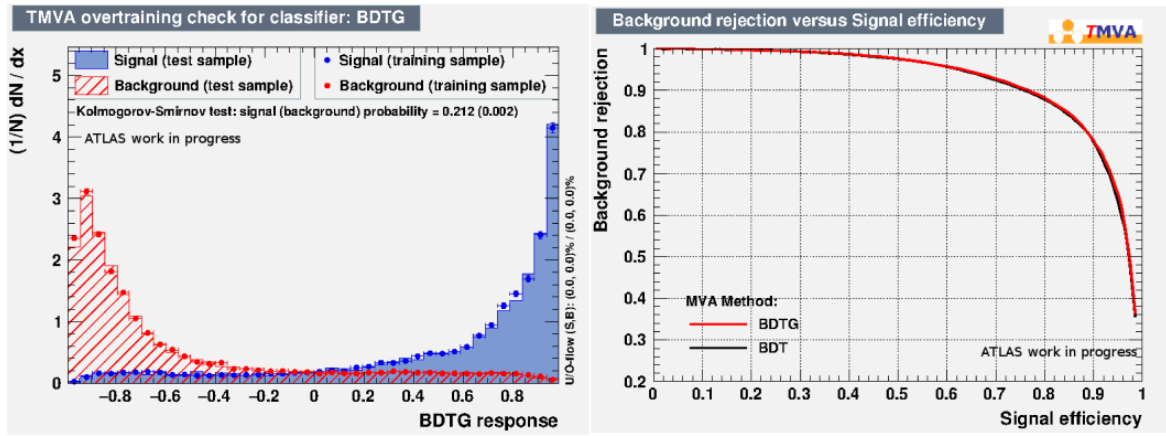 TMVA overtraining check for classifier: BDTG
(1/N) dN / dx
5
4
3
2
1
0
Signal (test sample)
Background (test sample)
Signal (training sample)
Background (training sample)
Kolmogorov-Smirnov test: signal (background) probability = 0.212 (0.002)
ATLAS work in progress
U/O-flow (S,B): (0.0, 0.0)% / (0.0, 0.0)%
−0.8 −0.6 −0.4 −0.2 0 0.2 0.4 0.6 0.8
BDTG response
Background rejection versus Signal efficiency
TMVA
Background rejection
1
0.9
0.8
0.7
0.6
0.5
0.4
0.3
0.2
MVA Method:
BDTG
BDT
ATLAS work in progress
0 0.1 0.2 0.3 0.4 0.5 0.6 0.7 0.8 0.9 1
Signal efficiency